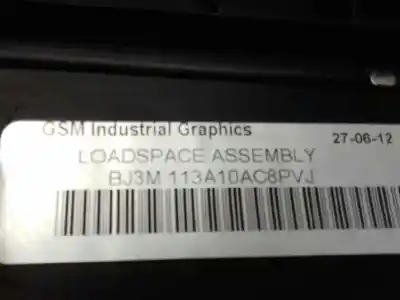 GSM Industrial Graphics
27-06-12
LOADSPACE ASSEMBLY
BJ3M 113A10AC8PVJ